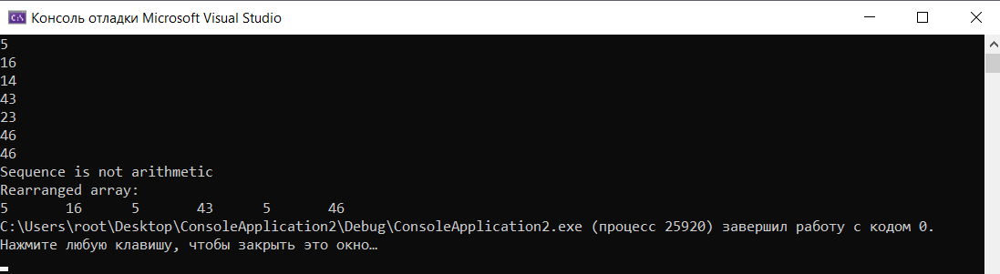 Консоль отладки Microsoft Visual Studio
5
16
14
43
23
46
46
Sequence is not arithmetic
Rearranged array:
5 16 5 43 5 46
C:\Users\root\Desktop\ConsoleApplication2\Debug\ConsoleApplication2.exe (процесс 25920) завершил работу с кодом 0.
Нажмите любую клавишу, чтобы закрыть это окно…